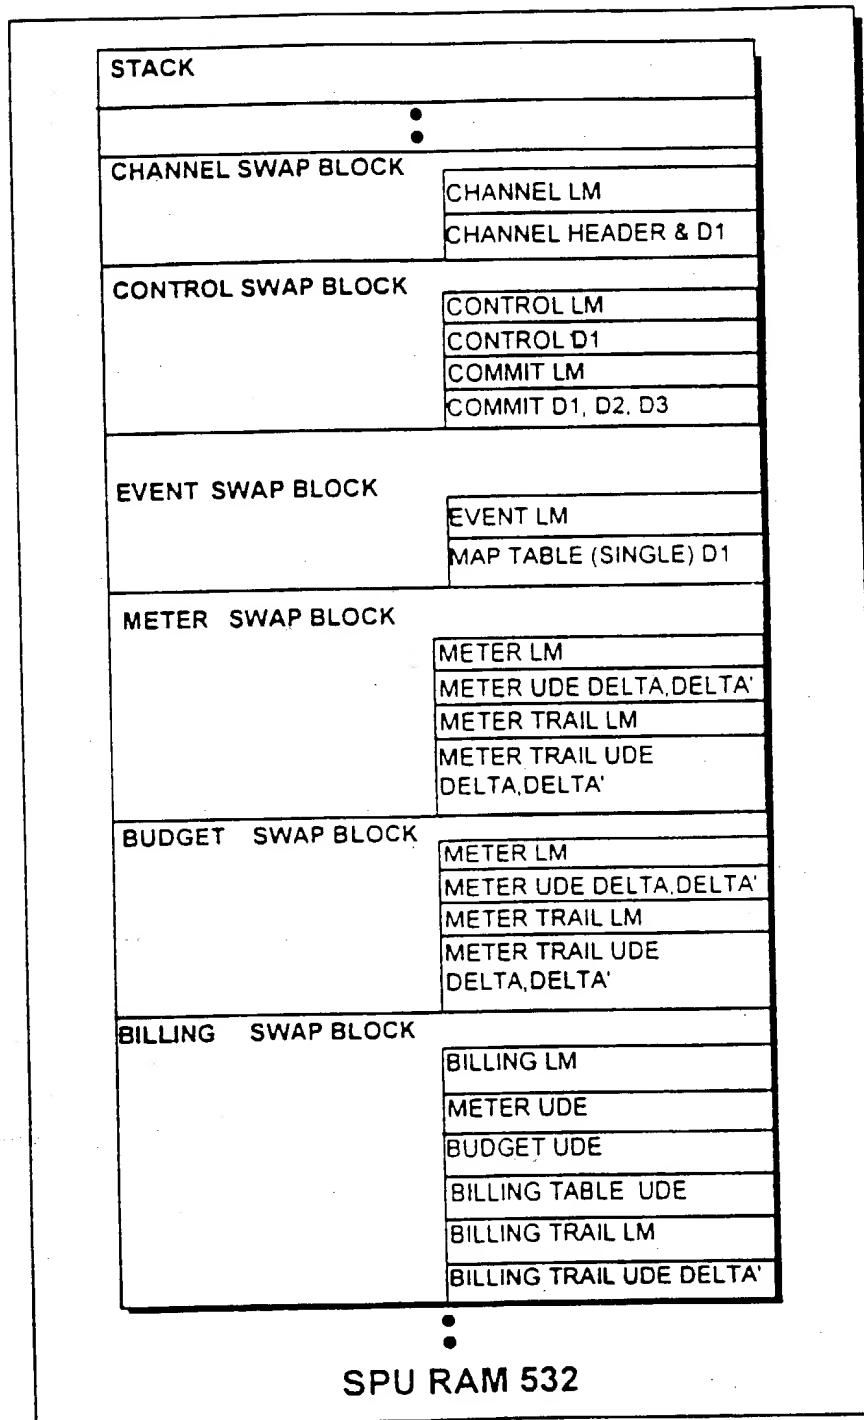 STACK
CHANNEL SWAP BLOCK
CHANNEL LM
CHANNEL HEADER & D1
CONTROL SWAP BLOCK
CONTROL LM
CONTROL D1
COMMIT LM
COMMIT D1, D2, D3
EVENT SWAP BLOCK
EVENT LM
MAP TABLE (SINGLE) D1
METER SWAP BLOCK
METER LM
METER UDE DELTA,DELTA'
METER TRAIL LM
METER TRAIL UDE
DELTA,DELTA'
BUDGET SWAP BLOCK
METER LM
METER UDE DELTA,DELTA'
METER TRAIL LM
METER TRAIL UDE
DELTA,DELTA'
BILLING SWAP BLOCK
BILLING LM
METER UDE
BUDGET UDE
BILLING TABLE UDE
BILLING TRAIL LM
BILLING TRAIL UDE DELTA'
SPU RAM 532